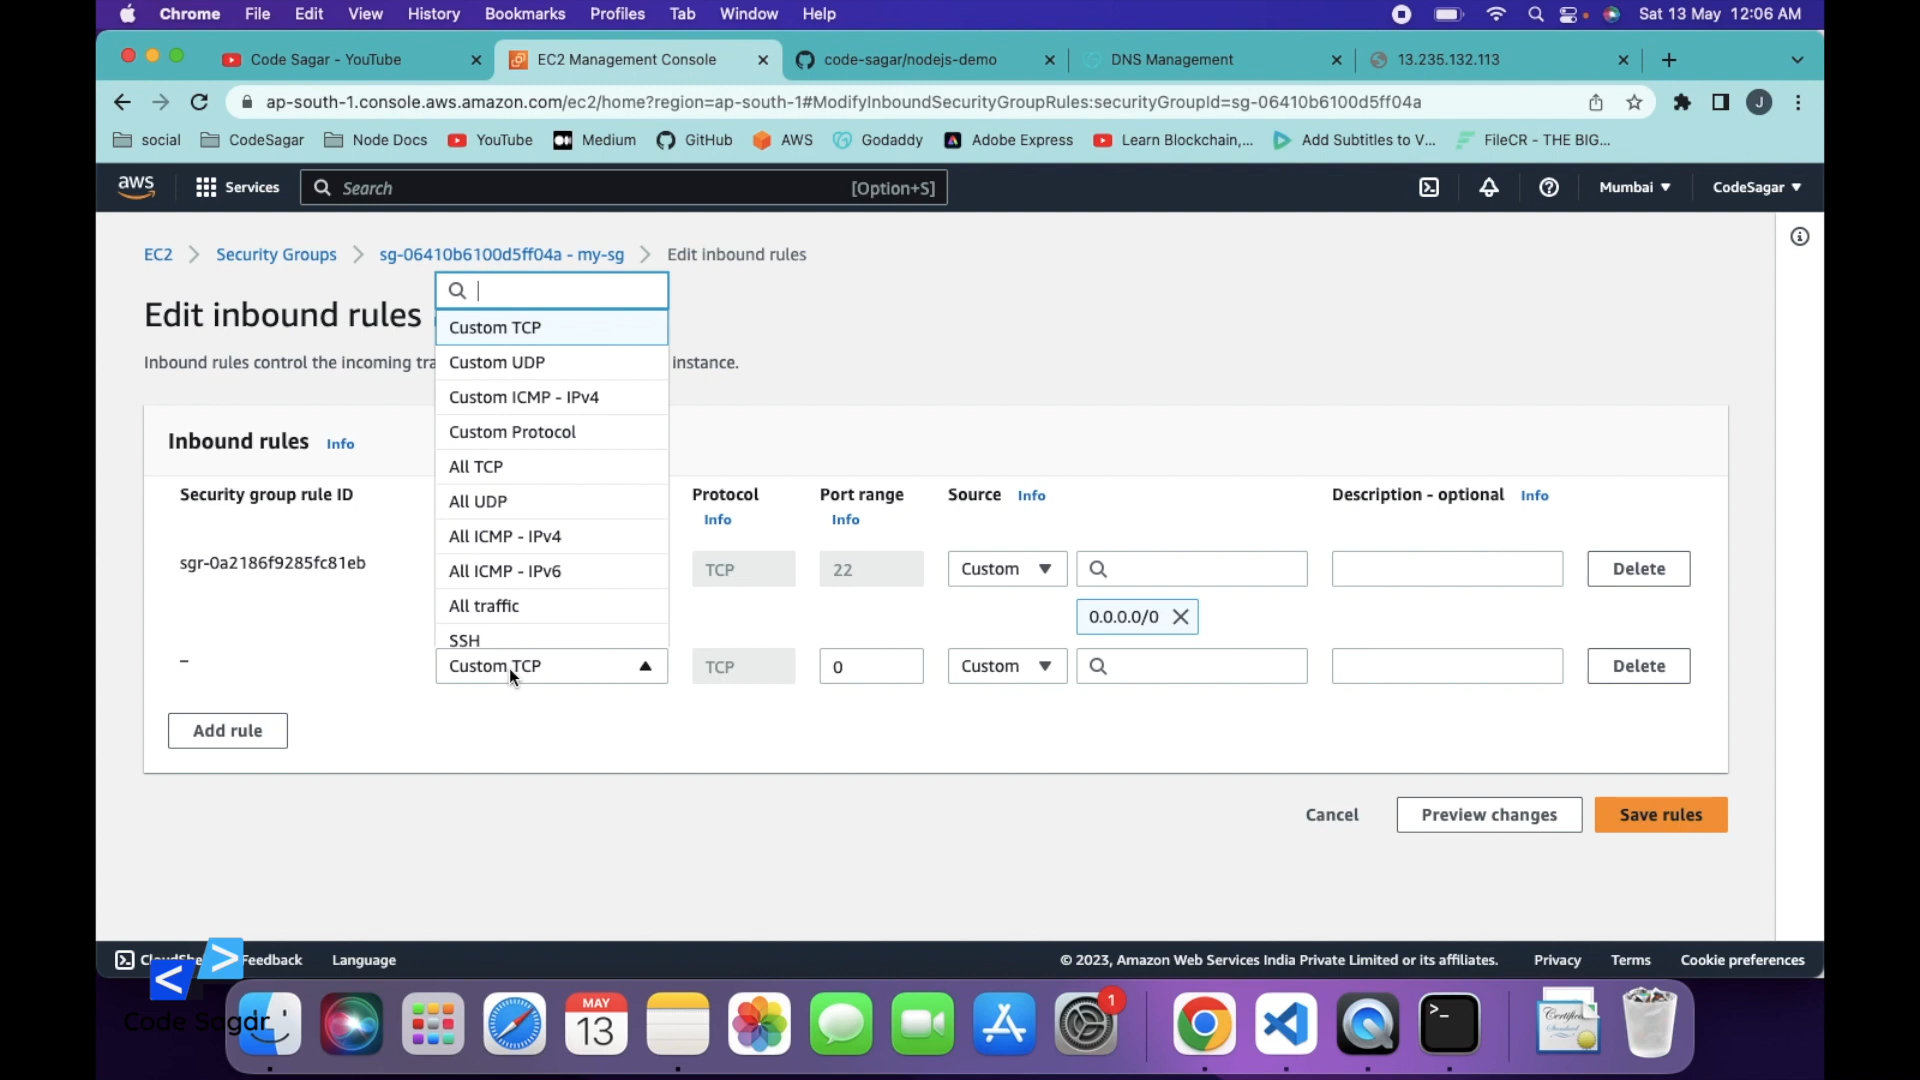 Chrome File Edit View History Bookmarks Profiles Tab Window Help Sat 13 May 12:06 AM
Code Sagar - YouTube EC2 Management Console code-sagar/nodejs-demo DNS Management 13.235.132.113
ap-south-1.console.aws.amazon.com/ec2/home?region=ap-south-1#ModifyInboundSecurityGroupRules:securityGroupId=sg-06410b6100d5ff04a J
social CodeSagar Node Docs YouTube Medium GitHub AWS Godaddy Adobe Express Learn Blockchain,... Add Subtitles to V... FileCR - THE BIG...
aws Services Search [Option+S] Mumbai CodeSagar
EC2 Security Groups sg-06410b6100d5ff04a - my-sg Edit inbound rules
Edit inbound rules
Inbound rules control the incoming tra instance.
Custom TCP
Custom UDP
Custom ICMP - IPv4
Custom Protocol
All TCP
All UDP
All ICMP - IPv4
All ICMP - IPv6
All traffic
SSH
Inbound rules Info
Security group rule ID Protocol Port range Source Info Description - optional Info
Info Info
sgr-0a2186f9285fc81eb TCP 22 Custom Delete
0.0.0.0/0
– Custom TCP TCP 0 Custom Delete
Add rule
Cancel Preview changes Save rules
CloudShe Feedback Language © 2023, Amazon Web Services India Private Limited or its affiliates. Privacy Terms Cookie preferences
Code Sagar
MAY
13
1
Certific
Standard